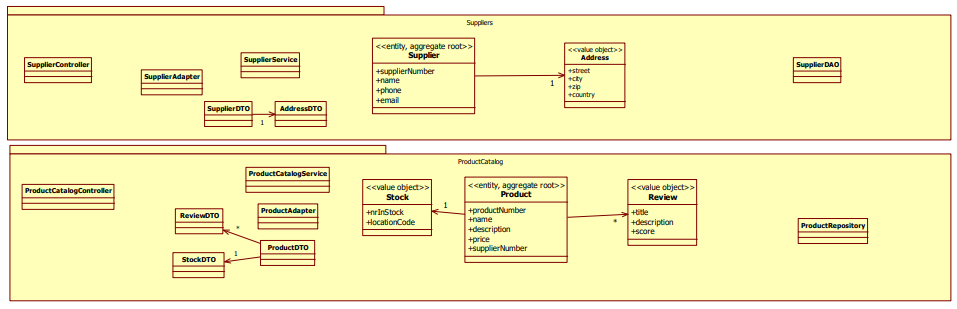 Suppliers
SupplierController
SupplierAdapter
SupplierService
SupplierDTO
1
AddressDTO
<<entity, aggregate root>>
Supplier
+supplierNumber
+name
+phone
+email
1
<<value object>>
Address
+street
+city
+zip
+country
SupplierDAO
ProductCatalog
ProductCatalogController
ProductCatalogService
ReviewDTO
ProductAdapter
*
ProductDTO
1
StockDTO
<<value object>>
Stock
+nrInStock
+locationCode
1
<<entity, aggregate root>>
Product
+productNumber
+name
+description
+price
+supplierNumber
*
<<value object>>
Review
+title
+description
+score
ProductRepository